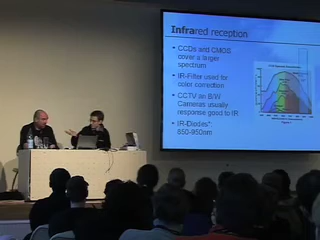 Infrared reception
• CCDs and CMOS
cover a larger
spectrum
• IR-Filter used for
color correction
• CCTV an B/W
Cameras usually
response good to IR
• IR-Diodes*:
850-950nm